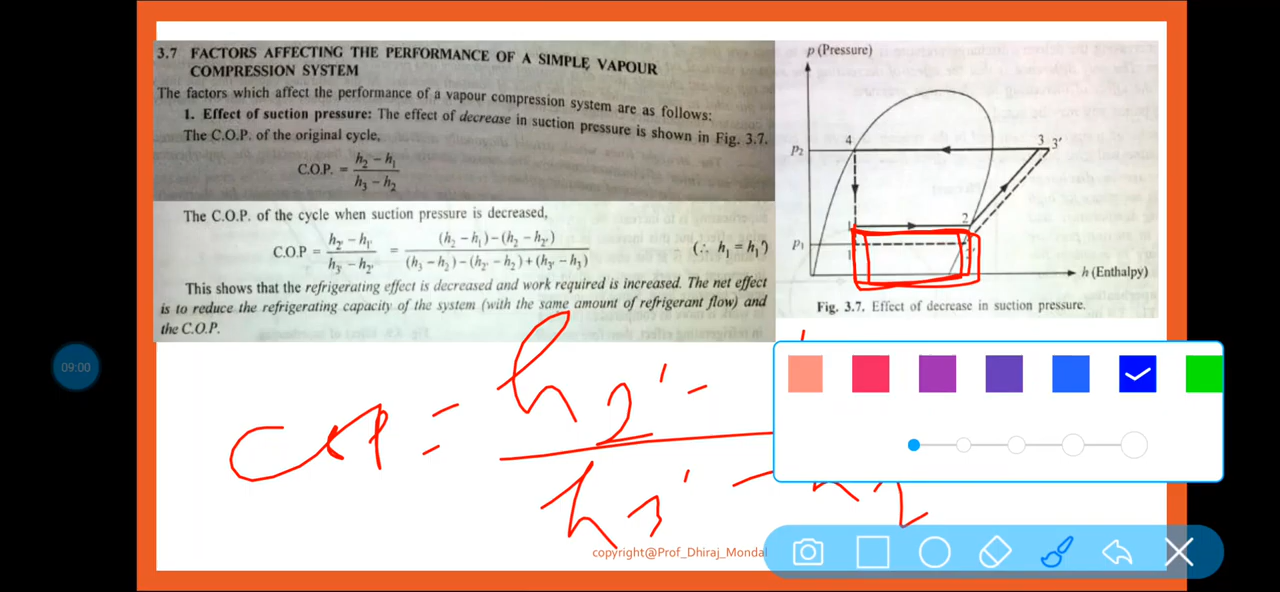 3.7 FACTORS AFFECTING THE PERFORMANCE OF A SIMPLE VAPOUR
COMPRESSION SYSTEM
The factors which affect the performance of a vapour compression system are as follows:
1. Effect of suction pressure: The effect of decrease in suction pressure is shown in Fig. 3.7.
The C.O.P. of the original cycle,
C.O.P. = (h₂ – h₁) / (h₃ – h₂)
The C.O.P. of the cycle when suction pressure is decreased,
C.O.P = (h₂' – h₁') / (h₃' – h₂') = ((h₂ – h₁) – (h₂ – h₂')) / ((h₃ – h₂) – (h₂' – h₂) + (h₃' – h₃)) (∴ h₁ = h₁')
This shows that the refrigerating effect is decreased and work required is increased. The net effect
is to reduce the refrigerating capacity of the system (with the same amount of refrigerant flow) and
the C.O.P.
p (Pressure)
p₂
4
3 3'
2
p₁
1
h (Enthalpy)
Fig. 3.7. Effect of decrease in suction pressure.
09:00
COP = h2' –
h3' – h2
copyright@Prof_Dhiraj_Mondal